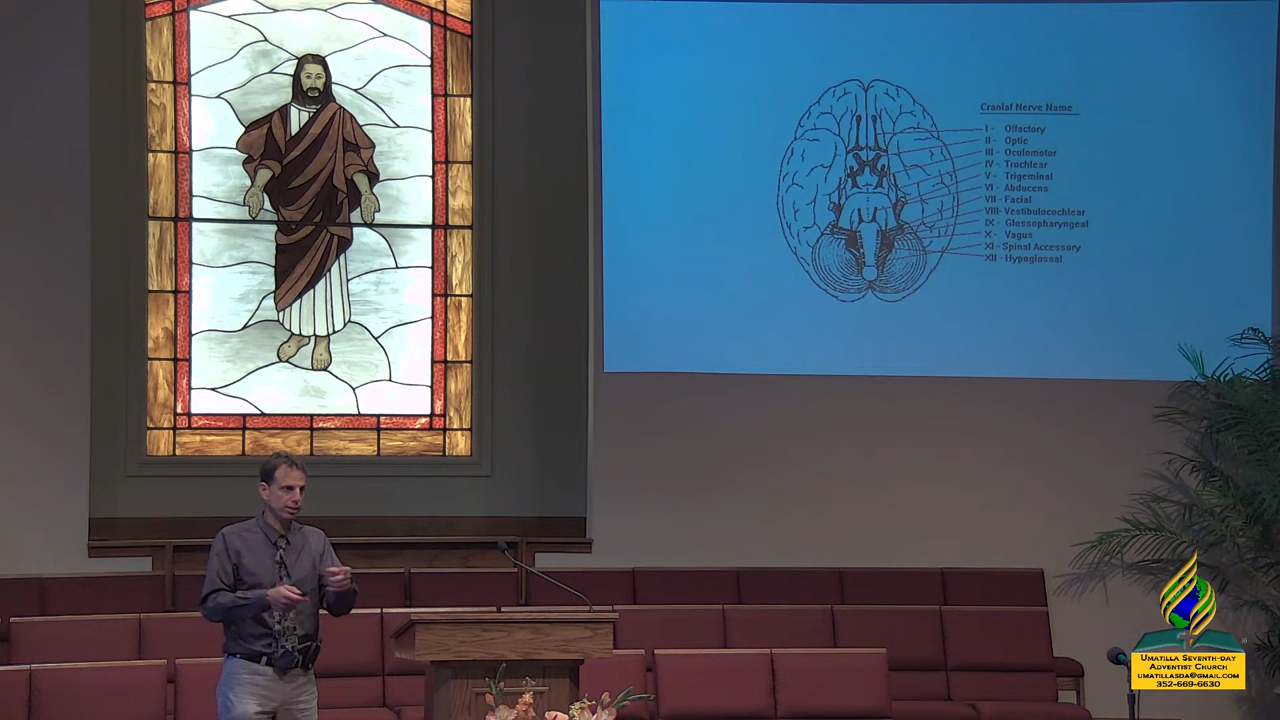 Cranial Nerve Name
I - Olfactory
II - Optic
III - Oculomotor
IV - Trochlear
V - Trigeminal
VI - Abducens
VII - Facial
VIII- Vestibulocochlear
IX - Glossopharyngeal
X - Vagus
XI - Spinal Accessory
XII - Hypoglossal
UMATILLA SEVENTH-DAY
ADVENTIST CHURCH
UMATILLASDA@GMAIL.COM
352-669-6630